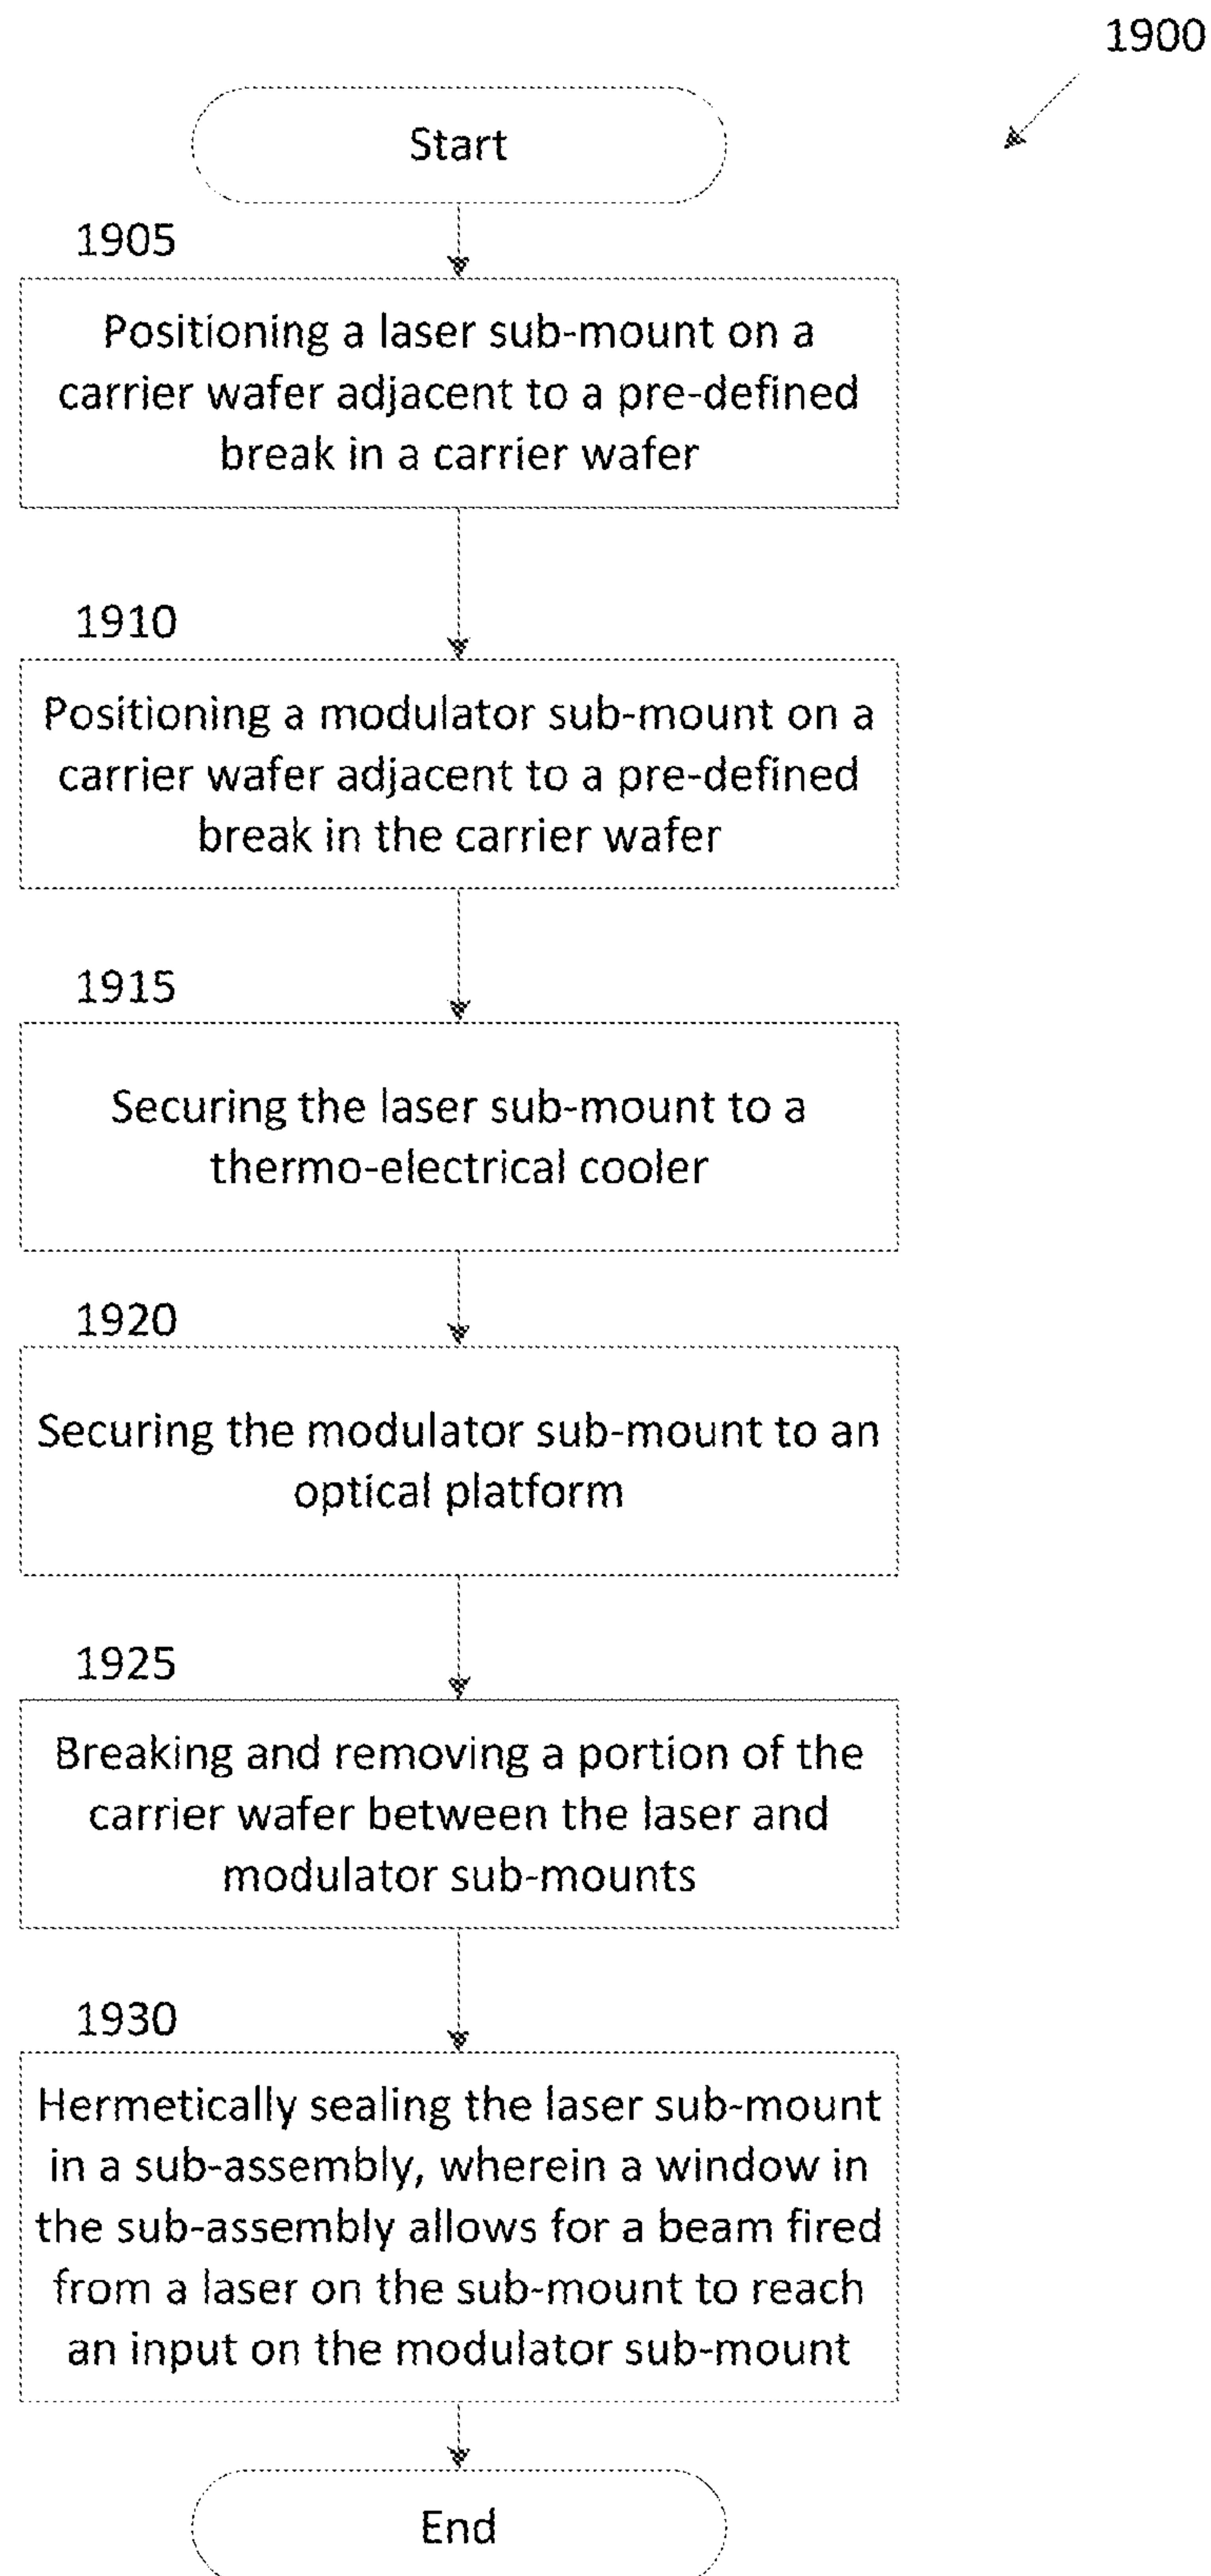 1900
Start
1905
Positioning a laser sub-mount on a
carrier wafer adjacent to a pre-defined
break in a carrier wafer
1910
Positioning a modulator sub-mount on a
carrier wafer adjacent to a pre-defined
break in the carrier wafer
1915
Securing the laser sub-mount to a
thermo-electrical cooler
1920
Securing the modulator sub-mount to an
optical platform
1925
Breaking and removing a portion of the
carrier wafer between the laser and
modulator sub-mounts
1930
Hermetically sealing the laser sub-mount
in a sub-assembly, wherein a window in
the sub-assembly allows for a beam fired
from a laser on the sub-mount to reach
an input on the modulator sub-mount
End